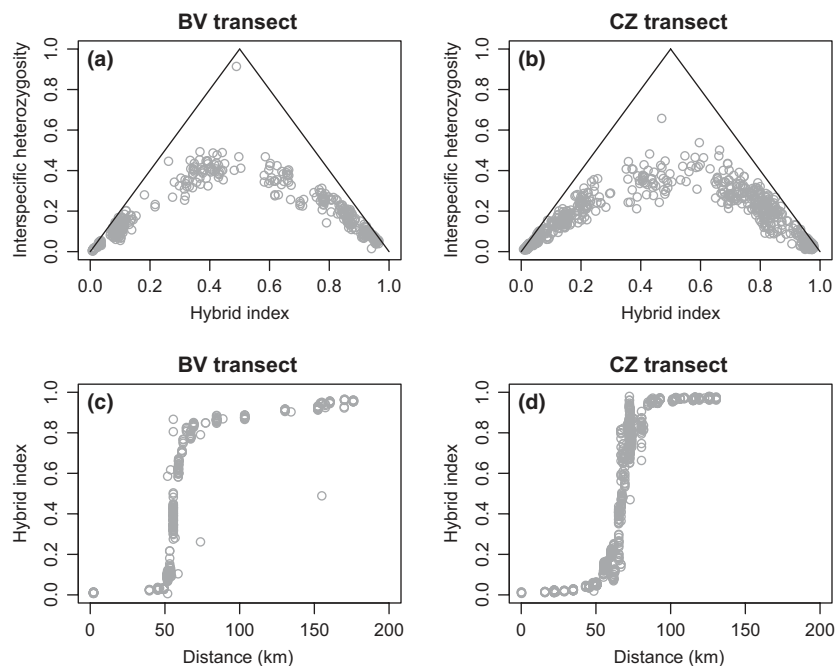 BV transect
CZ transect
(a)
(b)
Interspecific heterozygosity
0.0 0.2 0.4 0.6 0.8 1.0
Interspecific heterozygosity
0.0 0.2 0.4 0.6 0.8 1.0
0.0 0.2 0.4 0.6 0.8 1.0
0.0 0.2 0.4 0.6 0.8 1.0
Hybrid index
Hybrid index
BV transect
CZ transect
(c)
(d)
Hybrid index
0.0 0.2 0.4 0.6 0.8 1.0
Hybrid index
0.0 0.2 0.4 0.6 0.8 1.0
0 50 100 150 200
0 50 100 150 200
Distance (km)
Distance (km)